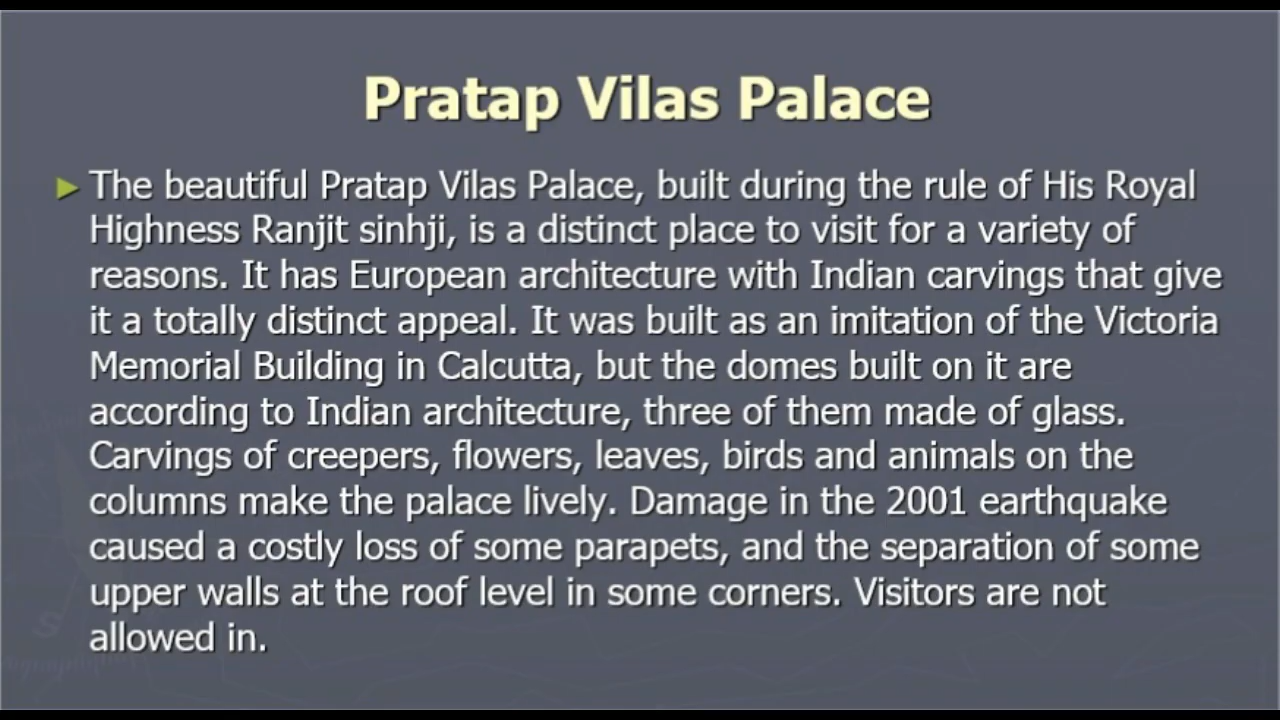 Pratap Vilas Palace
► The beautiful Pratap Vilas Palace, built during the rule of His Royal
Highness Ranjit sinhji, is a distinct place to visit for a variety of
reasons. It has European architecture with Indian carvings that give
it a totally distinct appeal. It was built as an imitation of the Victoria
Memorial Building in Calcutta, but the domes built on it are
according to Indian architecture, three of them made of glass.
Carvings of creepers, flowers, leaves, birds and animals on the
columns make the palace lively. Damage in the 2001 earthquake
caused a costly loss of some parapets, and the separation of some
upper walls at the roof level in some corners. Visitors are not
allowed in.
S